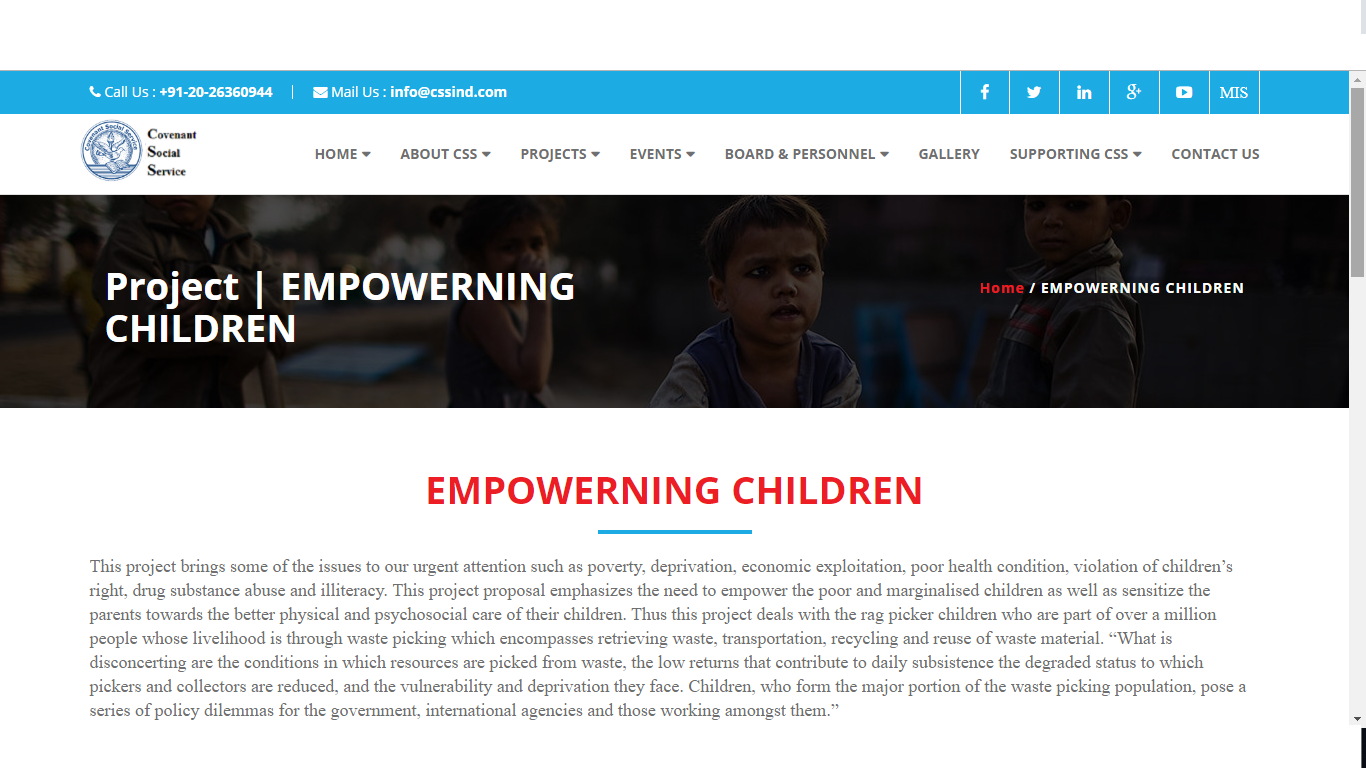 Call Us : +91-20-26360944
Mail Us : info@cssind.com
MIS
Covenant Social Service
Covenant
Social
Service
HOME
ABOUT CSS
PROJECTS
EVENTS
BOARD & PERSONNEL
GALLERY
SUPPORTING CSS
CONTACT US
Project | EMPOWERNING
CHILDREN
Home / EMPOWERNING CHILDREN
EMPOWERNING CHILDREN
This project brings some of the issues to our urgent attention such as poverty, deprivation, economic exploitation, poor health condition, violation of children’s
right, drug substance abuse and illiteracy. This project proposal emphasizes the need to empower the poor and marginalised children as well as sensitize the
parents towards the better physical and psychosocial care of their children. Thus this project deals with the rag picker children who are part of over a million
people whose livelihood is through waste picking which encompasses retrieving waste, transportation, recycling and reuse of waste material. “What is
disconcerting are the conditions in which resources are picked from waste, the low returns that contribute to daily subsistence the degraded status to which
pickers and collectors are reduced, and the vulnerability and deprivation they face. Children, who form the major portion of the waste picking population, pose a
series of policy dilemmas for the government, international agencies and those working amongst them.”